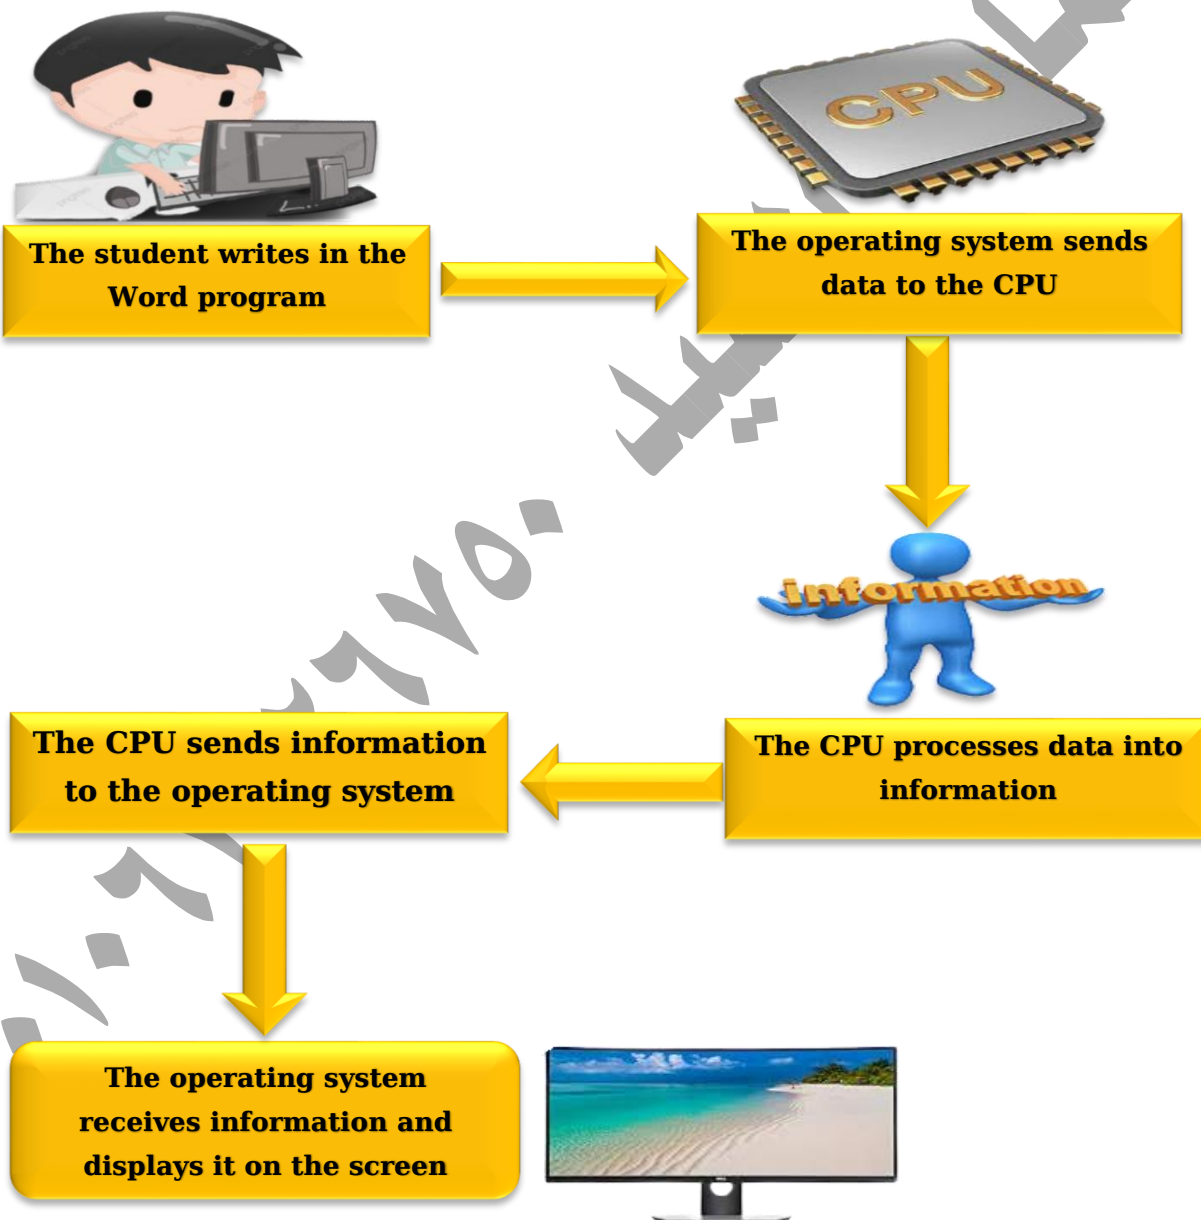 CPU
The student writes in the
Word program
The operating system sends
data to the CPU
information
The CPU processes data into
information
The CPU sends information
to the operating system
The operating system
receives information and
displays it on the screen